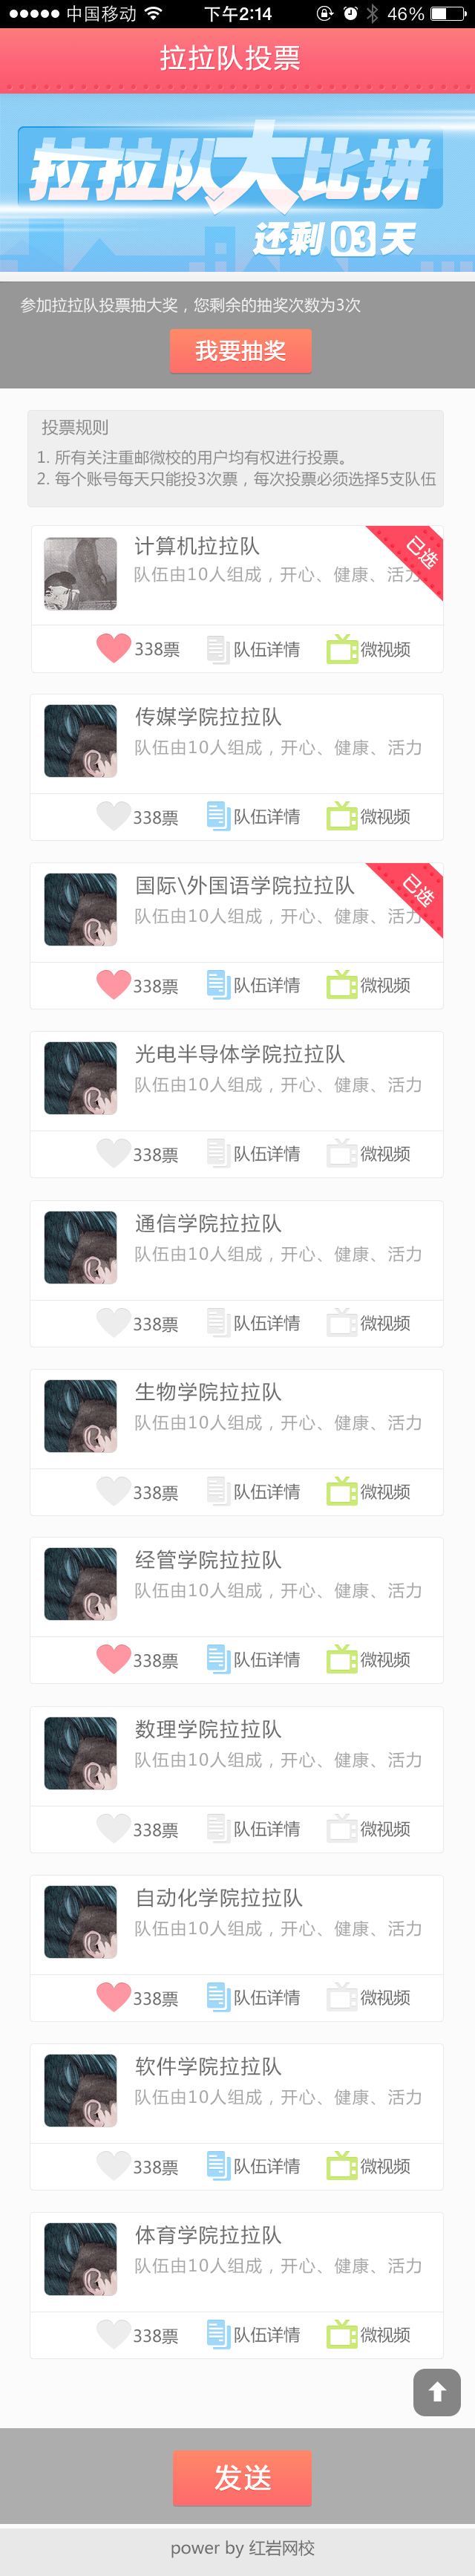 中国移动 下午2:14 46%
拉拉队投票
拉拉队大比拼
还剩03天
参加拉拉队投票抽大奖，您剩余的抽奖次数为3次
我要抽奖
投票规则
1. 所有关注重邮微校的用户均有权进行投票。
2. 每个账号每天只能投3次票，每次投票必须选择5支队伍
计算机拉拉队
已选
队伍由10人组成，开心、健康、活力
338票 队伍详情 微视频
传媒学院拉拉队
队伍由10人组成，开心、健康、活力
338票 队伍详情 微视频
国际\外国语学院拉拉队
已选
队伍由10人组成，开心、健康、活力
338票 队伍详情 微视频
光电半导体学院拉拉队
队伍由10人组成，开心、健康、活力
338票 队伍详情 微视频
通信学院拉拉队
队伍由10人组成，开心、健康、活力
338票 队伍详情 微视频
生物学院拉拉队
队伍由10人组成，开心、健康、活力
338票 队伍详情 微视频
经管学院拉拉队
队伍由10人组成，开心、健康、活力
338票 队伍详情 微视频
数理学院拉拉队
队伍由10人组成，开心、健康、活力
338票 队伍详情 微视频
自动化学院拉拉队
队伍由10人组成，开心、健康、活力
338票 队伍详情 微视频
软件学院拉拉队
队伍由10人组成，开心、健康、活力
338票 队伍详情 微视频
体育学院拉拉队
队伍由10人组成，开心、健康、活力
338票 队伍详情 微视频
发送
power by 红岩网校